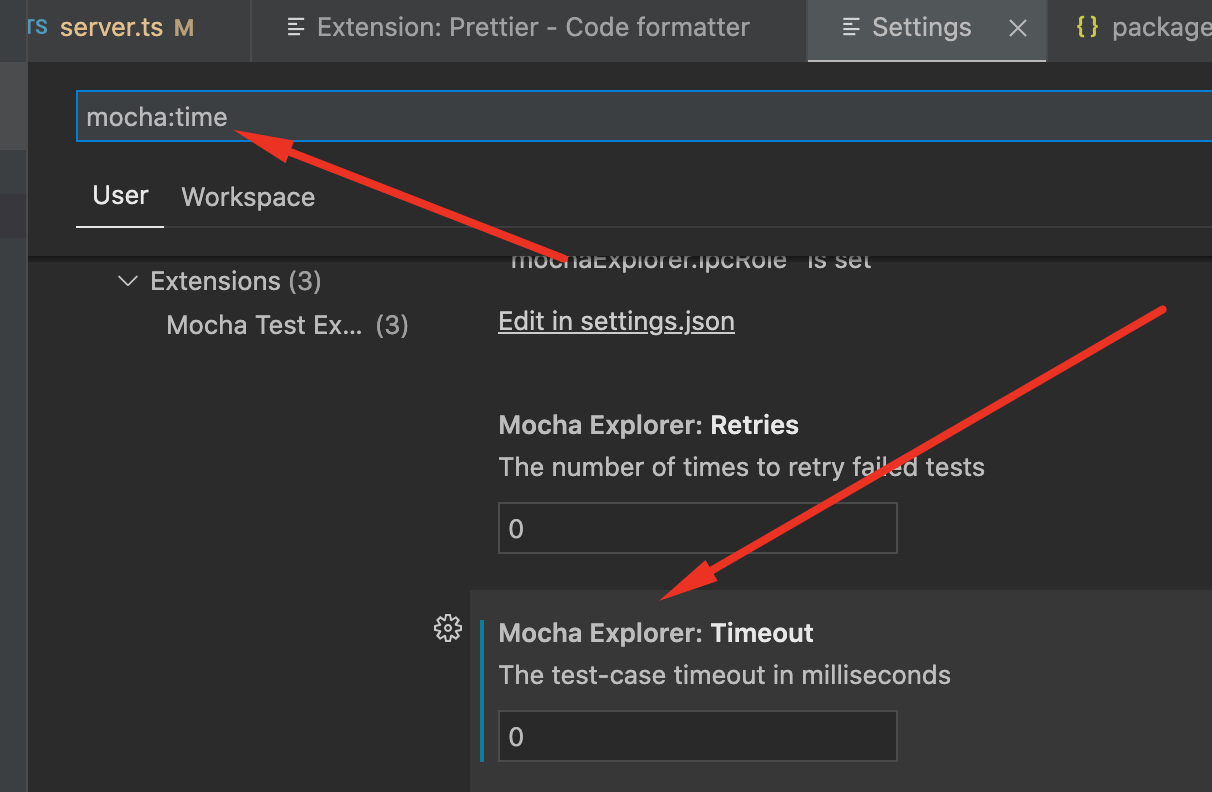 TS server.ts M
Extension: Prettier - Code formatter
Settings
{} package
mocha:time
User Workspace
Extensions (3)
Mocha Test Ex... (3)
mochaExplorer.ipcRole` is set
Edit in settings.json
Mocha Explorer: Retries
The number of times to retry failed tests
0
Mocha Explorer: Timeout
The test-case timeout in milliseconds
0